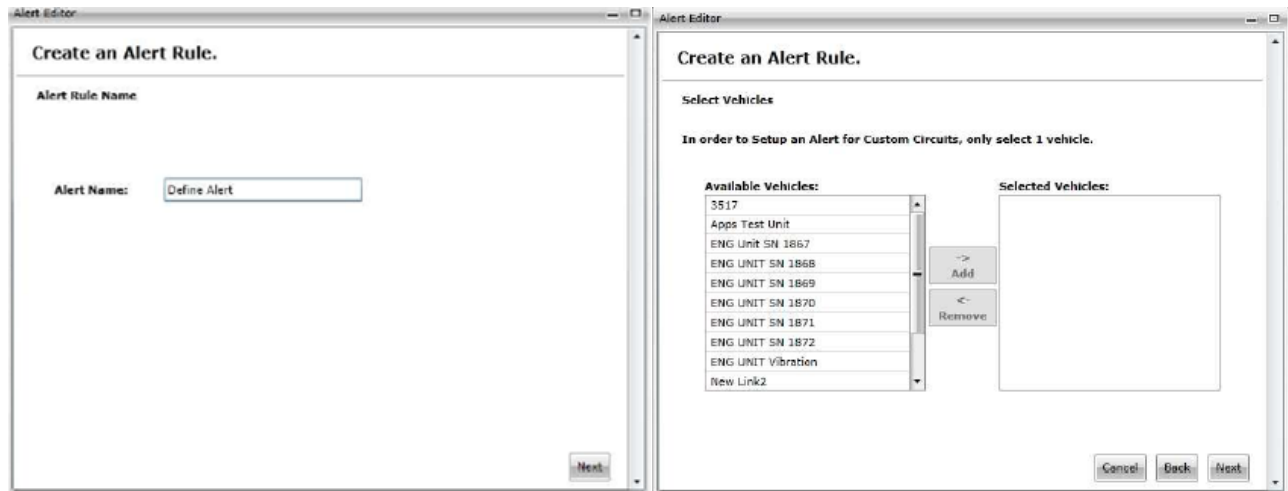 Alert Editor
Create an Alert Rule.
Alert Rule Name
Alert Name: Define Alert
Next
Alert Editor
Create an Alert Rule.
Select Vehicles
In order to Setup an Alert for Custom Circuits, only select 1 vehicle.
Available Vehicles:
3517
Apps Test Unit
ENG Unit SN 1867
ENG UNIT SN 1868
ENG UNIT SN 1869
ENG UNIT SN 1870
ENG UNIT SN 1871
ENG UNIT SN 1872
ENG UNIT Vibration
New Link2
->
Add
<-
Remove
Selected Vehicles:
Cancel Back Next